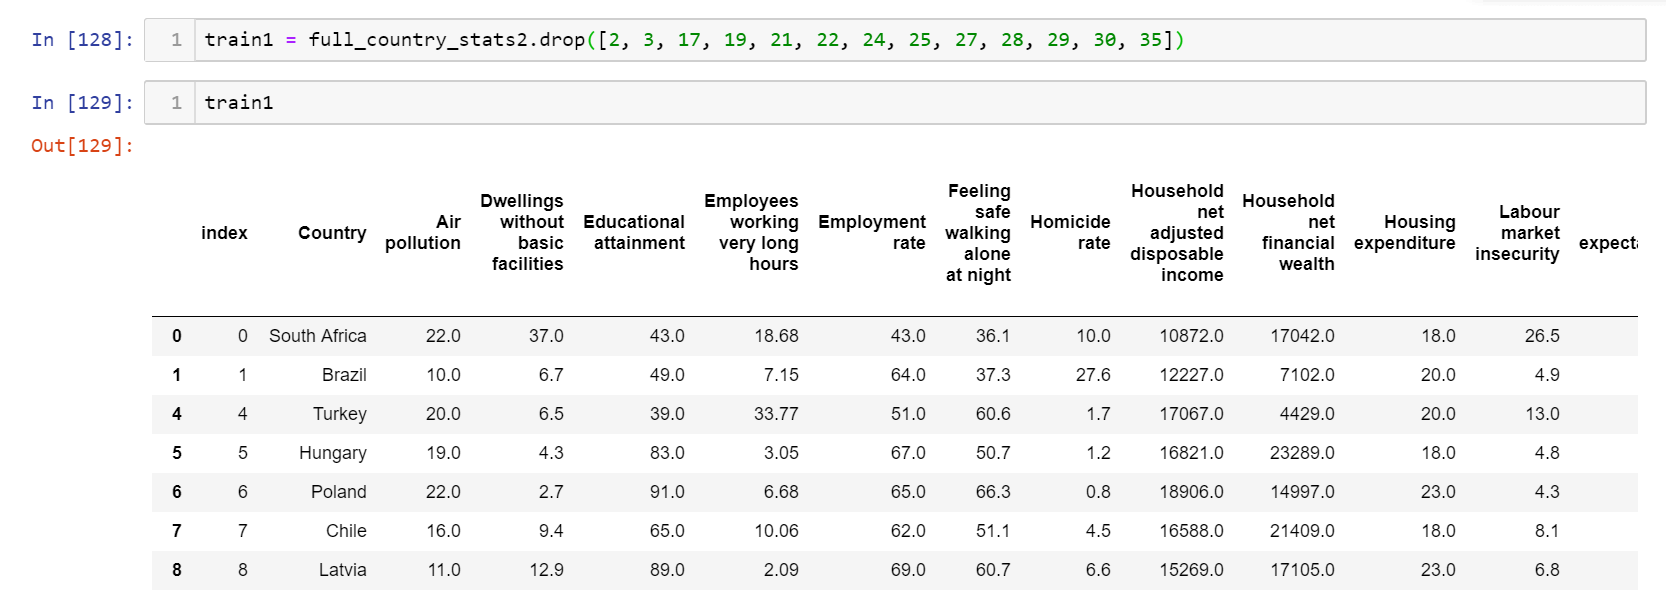 In [128]: 1 train1 = full_country_stats2.drop([2, 3, 17, 19, 21, 22, 24, 25, 27, 28, 29, 30, 35])
In [129]: 1 train1
Out[129]:
index Country Air pollution Dwellings without basic facilities Educational attainment Employees working very long hours Employment rate Feeling safe walking alone at night Homicide rate Household net adjusted disposable income Household net financial wealth Housing expenditure Labour market insecurity expecta
0 0 South Africa 22.0 37.0 43.0 18.68 43.0 36.1 10.0 10872.0 17042.0 18.0 26.5
1 1 Brazil 10.0 6.7 49.0 7.15 64.0 37.3 27.6 12227.0 7102.0 20.0 4.9
4 4 Turkey 20.0 6.5 39.0 33.77 51.0 60.6 1.7 17067.0 4429.0 20.0 13.0
5 5 Hungary 19.0 4.3 83.0 3.05 67.0 50.7 1.2 16821.0 23289.0 18.0 4.8
6 6 Poland 22.0 2.7 91.0 6.68 65.0 66.3 0.8 18906.0 14997.0 23.0 4.3
7 7 Chile 16.0 9.4 65.0 10.06 62.0 51.1 4.5 16588.0 21409.0 18.0 8.1
8 8 Latvia 11.0 12.9 89.0 2.09 69.0 60.7 6.6 15269.0 17105.0 23.0 6.8